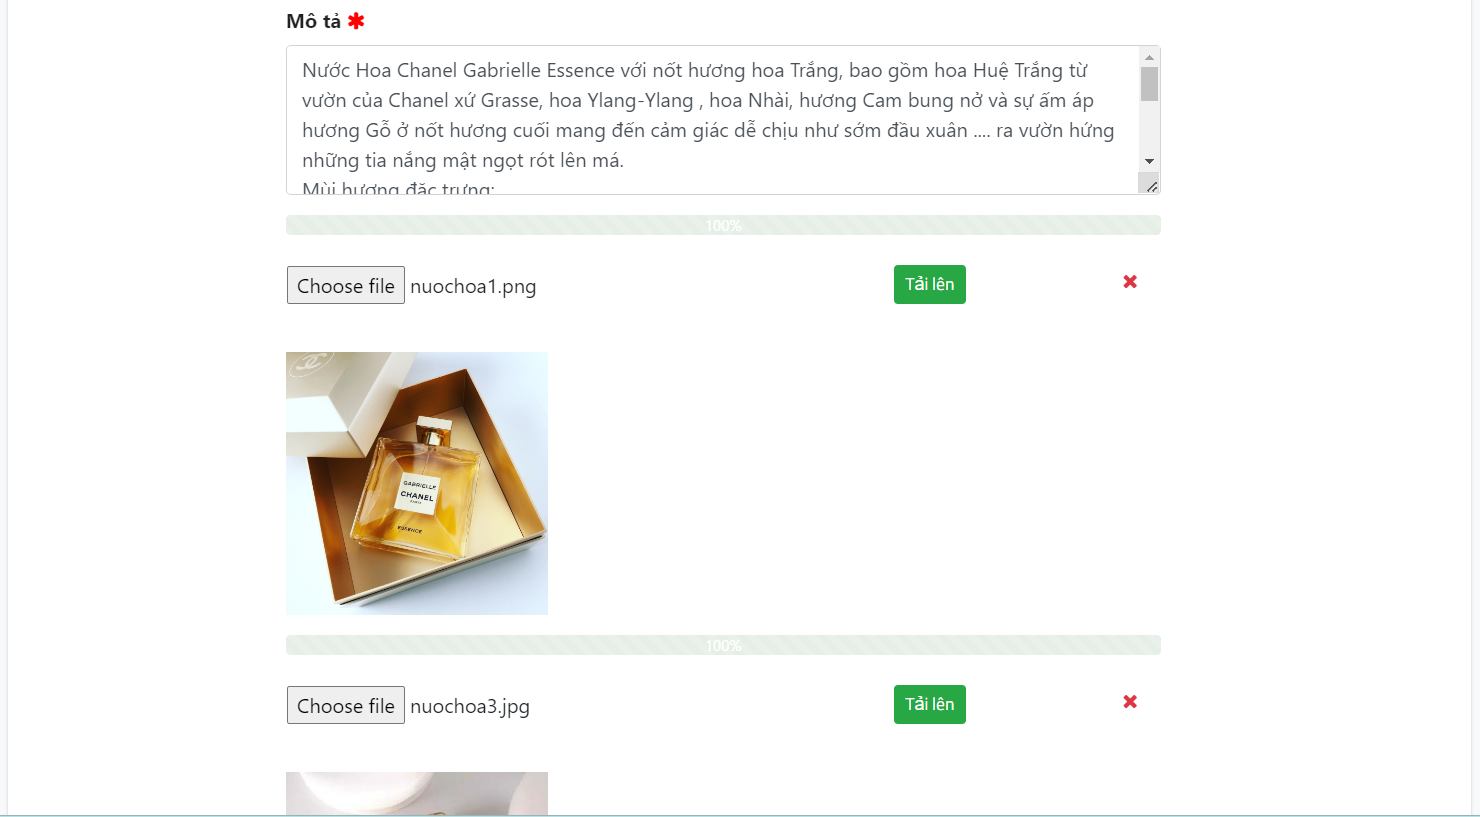 Mô tả
Nước Hoa Chanel Gabrielle Essence với nốt hương hoa Trắng, bao gồm hoa Huệ Trắng từ
vườn của Chanel xứ Grasse, hoa Ylang-Ylang , hoa Nhài, hương Cam bung nở và sự ấm áp
hương Gỗ ở nốt hương cuối mang đến cảm giác dễ chịu như sớm đầu xuân .... ra vườn hứng
những tia nắng mật ngọt rót lên má.
Mùi hương đặc trưng:
100%
Choose file nuochoa1.png
Tải lên
GABRIELLE
CHANEL
PARIS
ESSENCE
100%
Choose file nuochoa3.jpg
Tải lên